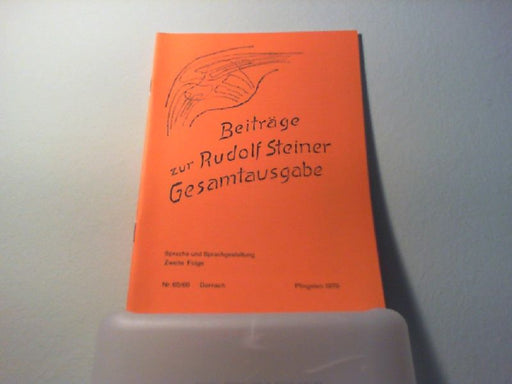 Beiträge
zur Rudolf Steiner
Gesamtausgabe
Sprache und Sprachgestaltung
Zweite Folge
Nr. 65/66 Dornach Pfingsten 1979